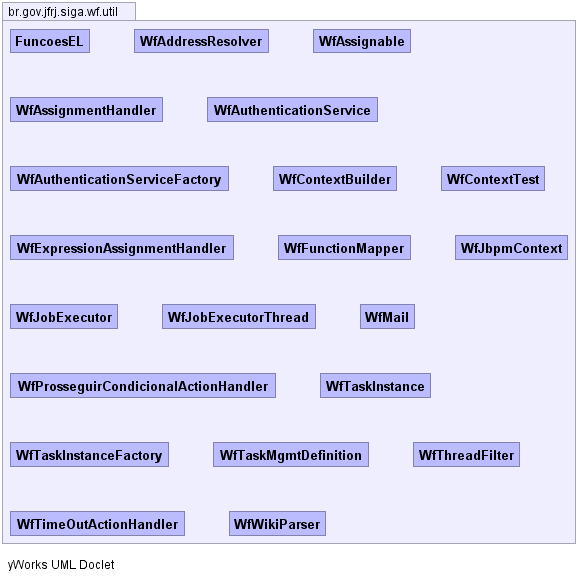 br.gov.jfrj.siga.wf.util
FuncoesEL WfAddressResolver WfAssignable
WfAssignmentHandler WfAuthenticationService
WfAuthenticationServiceFactory WfContextBuilder WfContextTest
WfExpressionAssignmentHandler WfFunctionMapper WfJbpmContext
WfJobExecutor WfJobExecutorThread WfMail
WfProsseguirCondicionalActionHandler WfTaskInstance
WfTaskInstanceFactory WfTaskMgmtDefinition WfThreadFilter
WfTimeOutActionHandler WfWikiParser
yWorks UML Doclet